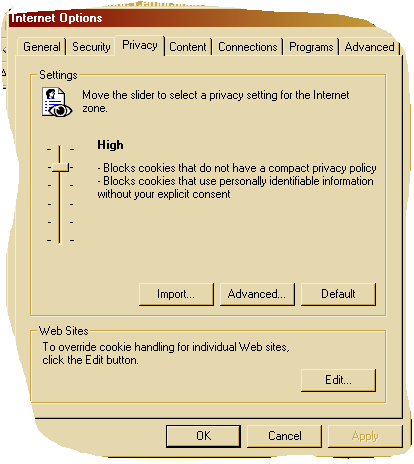 Internet Options
General Security Privacy Content Connections Programs Advanced
Settings
Move the slider to select a privacy setting for the Internet
zone.
High
- Blocks cookies that do not have a compact privacy policy
- Blocks cookies that use personally identifiable information
without your explicit consent
Import... Advanced... Default
Web Sites
To override cookie handling for individual Web sites,
click the Edit button.
Edit...
OK Cancel Apply